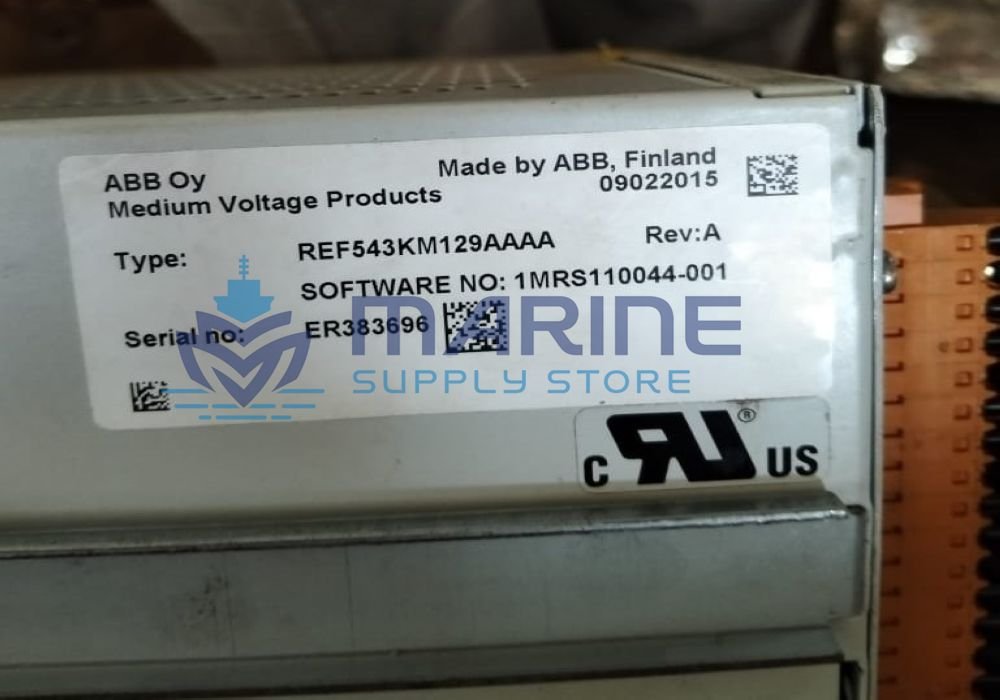 ABB Oy
Medium Voltage Products
Made by ABB, Finland
09022015
Type: REF543KM129AAAA Rev:A
SOFTWARE NO: 1MRS110044-001
Serial no: ER383696
MARINE
SUPPLY STORE
C RU ® US